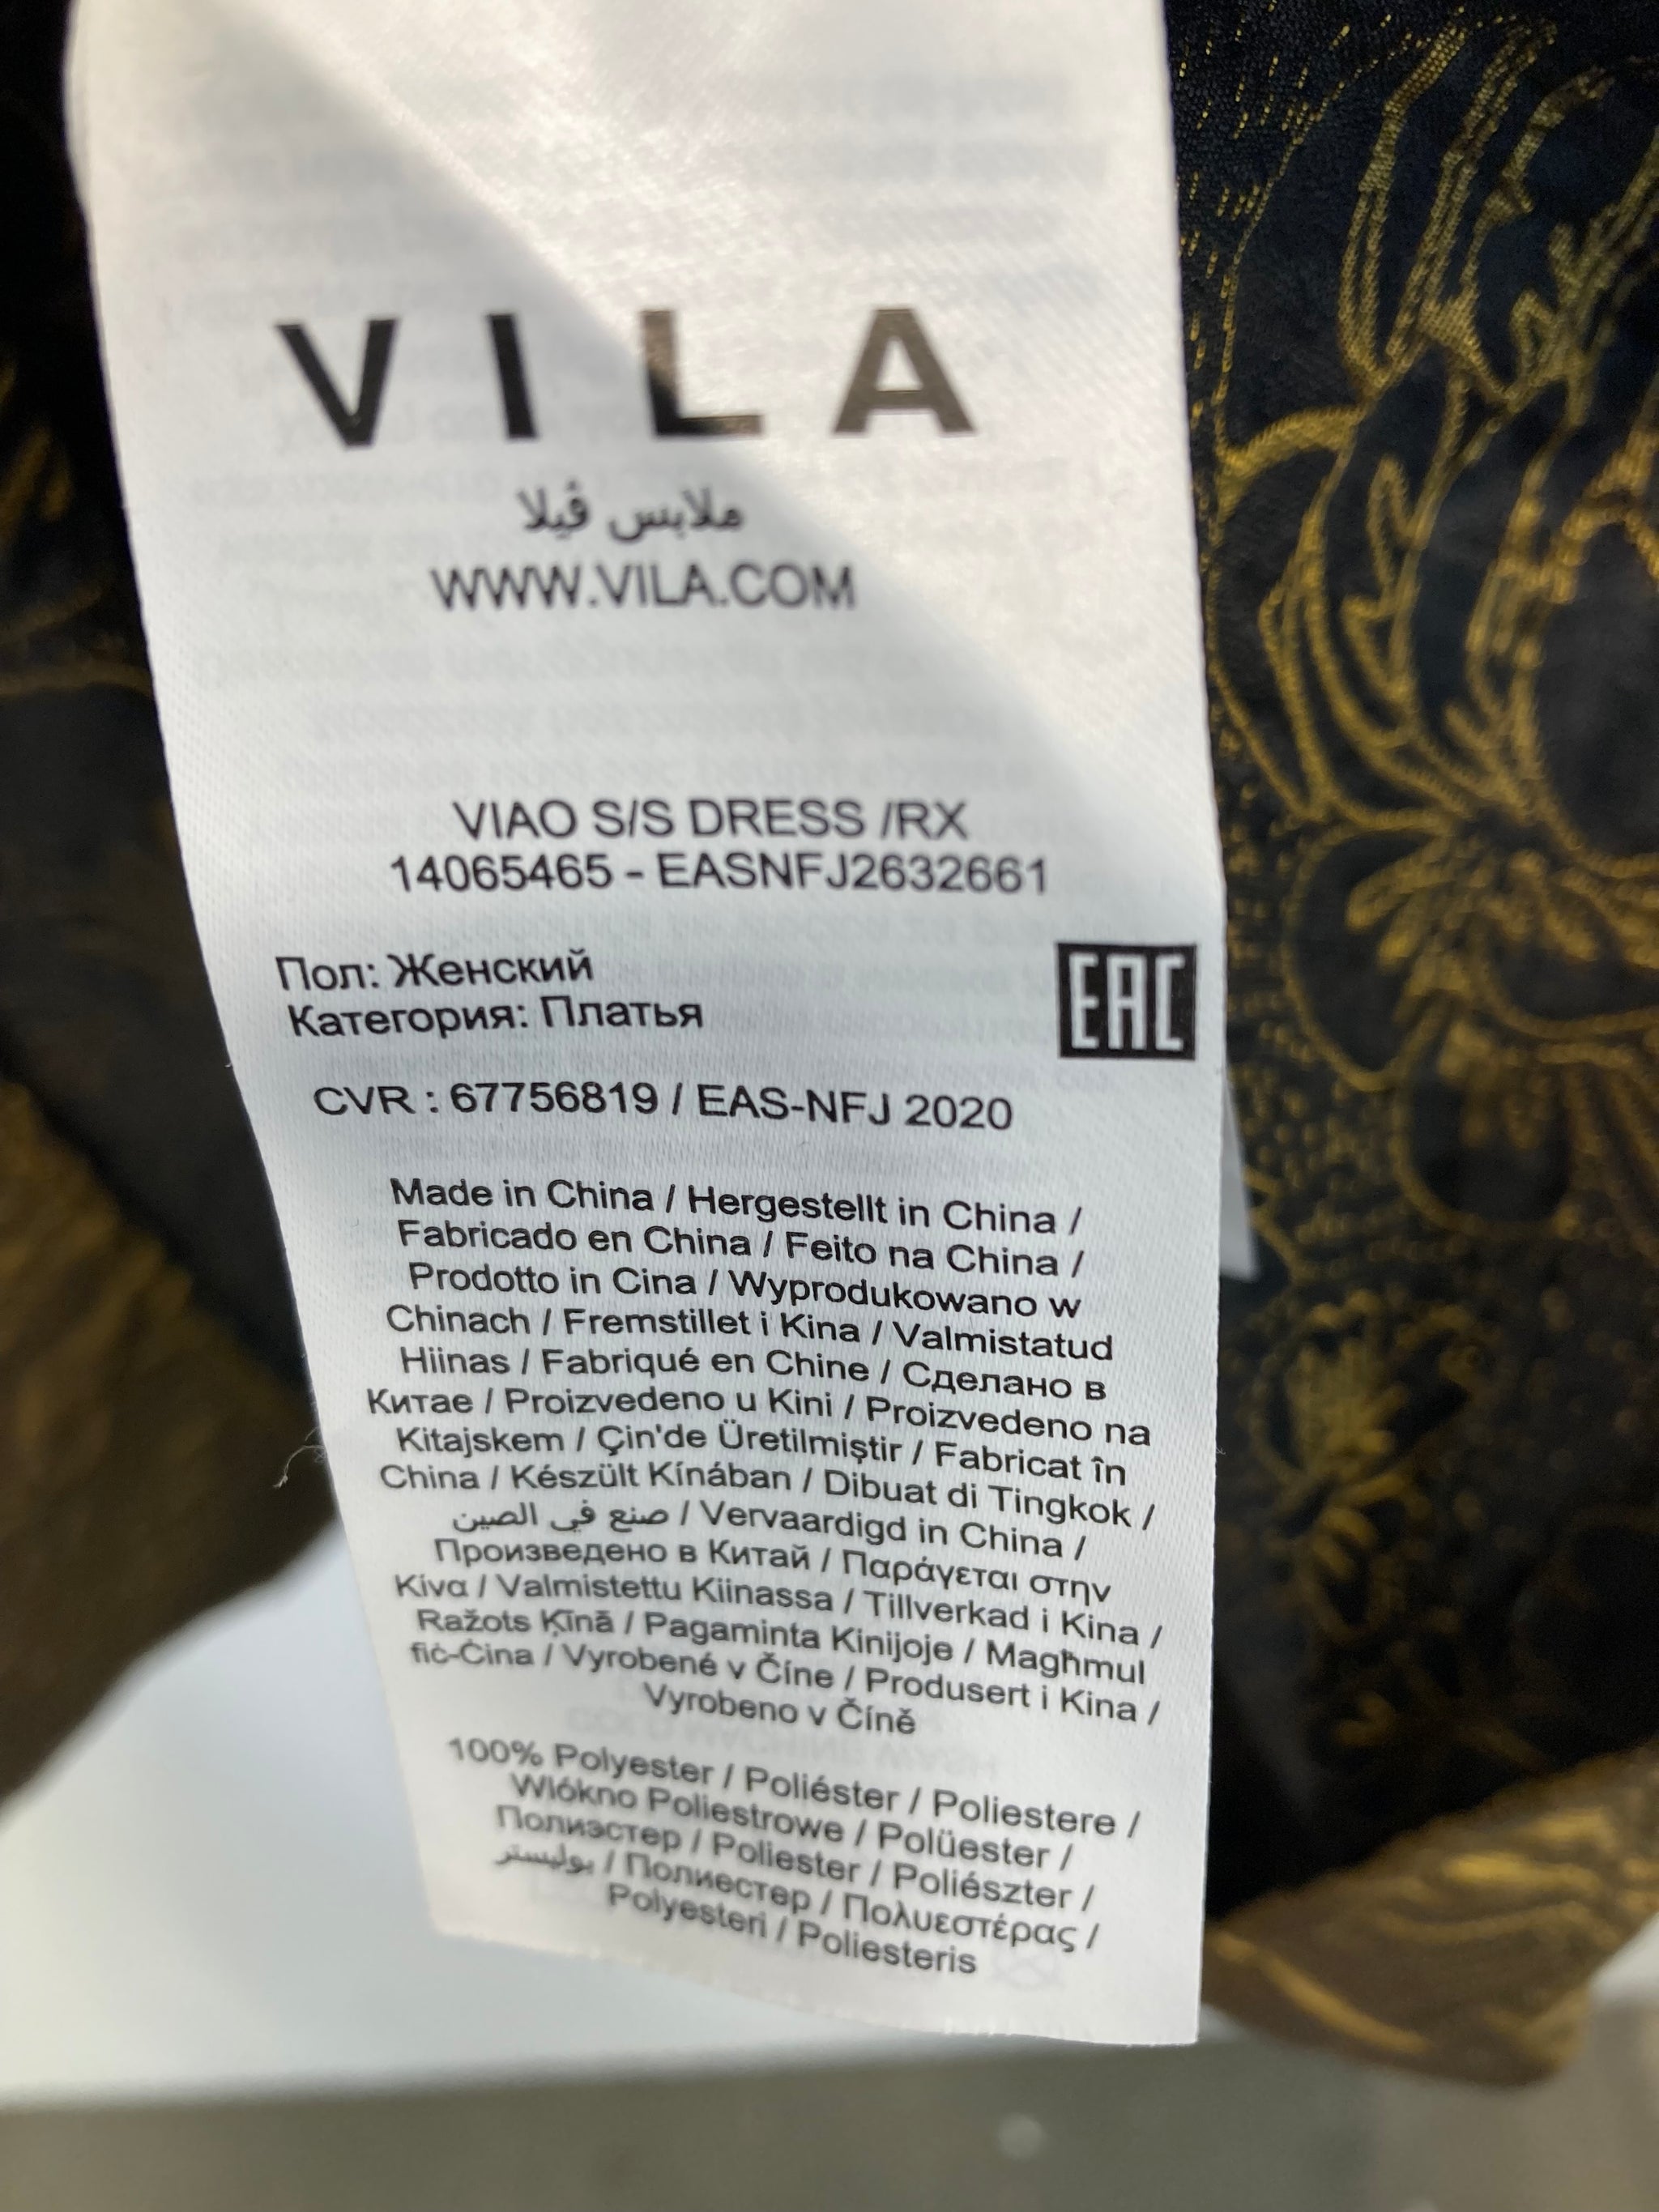 VILA
ملابس ڤيلا
WWW.VILA.COM
VIAO S/S DRESS /RX
14065465 - EASNFJ2632661
Пол: Женский
Категория: Платья
EAC
CVR : 67756819 / EAS-NFJ 2020
Made in China / Hergestellt in China /
Fabricado en China / Feito na China /
Prodotto in Cina / Wyprodukowano w
Chinach / Fremstillet i Kina / Valmistatud
Hiinas / Fabriqué en Chine / Сделано в
Китае / Proizvedeno u Kini / Proizvedeno na
Kitajskem / Çin'de Üretilmiştir / Fabricat în
China / Készült Kínában / Dibuat di Tingkok /
صنع في الصين / Vervaardigd in China /
Произведено в Китай / Παράγεται στην
Κίνα / Valmistettu Kiinassa / Tillverkad i Kina /
Ražots Ķīnā / Pagaminta Kinijoje / Magħmul
fiċ-Ċina / Vyrobené v Číne / Produsert i Kina /
Vyrobeno v Číně
100% Polyester / Poliéster / Poliestere /
Wlókno Poliestrowe / Polüester /
Полиэстер / Poliester / Poliészter /
بوليستر / Полиестер / Πολυεστέρας /
Polyesteri / Poliesteris